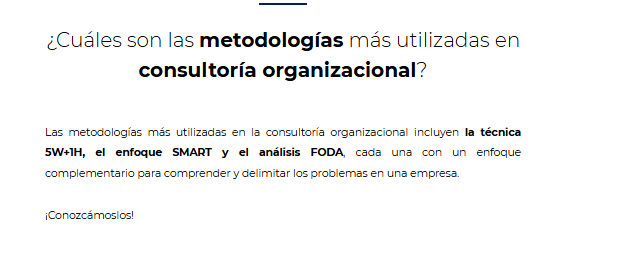 ¿Cuáles son las metodologías más utilizadas en
consultoría organizacional?
Las metodologías más utilizadas en la consultoría organizacional incluyen la técnica
5W+1H, el enfoque SMART y el análisis FODA, cada una con un enfoque
complementario para comprender y delimitar los problemas en una empresa.
¡Conozcámoslos!